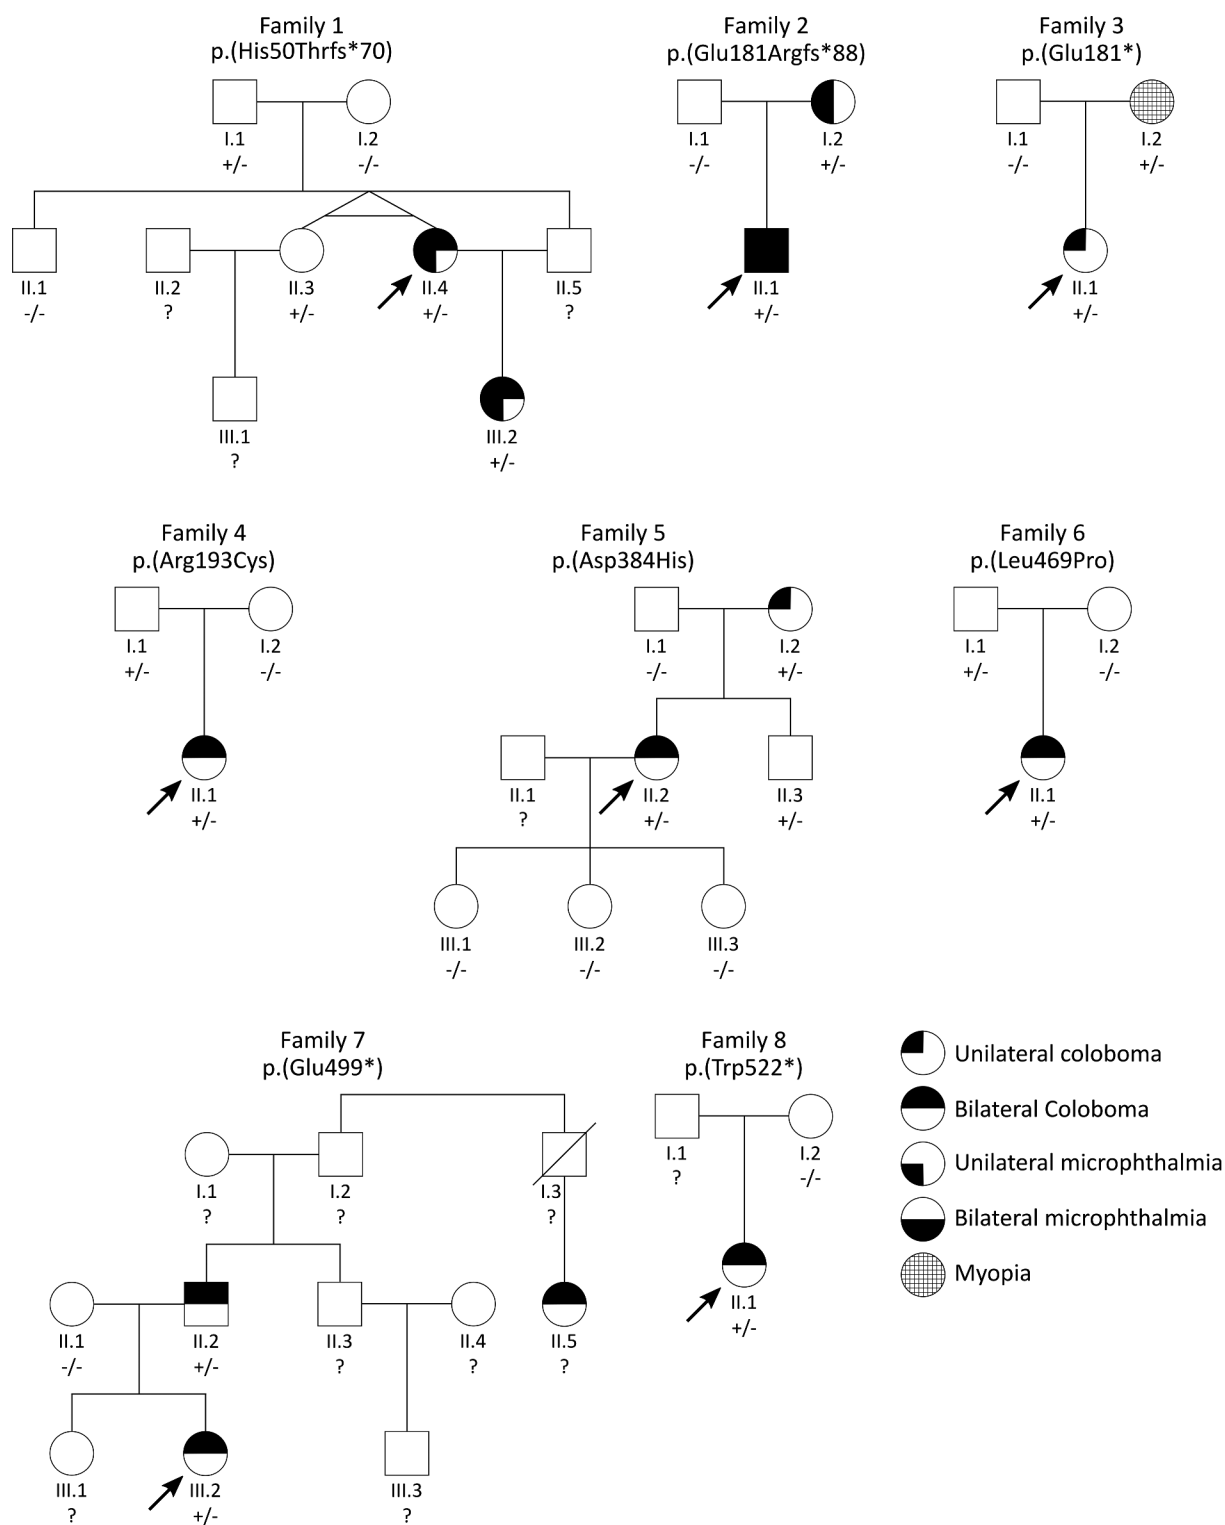 Family 1
p.(His50Thrfs*70)
I.1
+/-
I.2
-/-
II.1
-/-
II.2
?
II.3
+/-
II.4
+/-
II.5
?
III.1
?
III.2
+/-
Family 2
p.(Glu181Argfs*88)
I.1
-/-
I.2
+/-
II.1
+/-
Family 3
p.(Glu181*)
I.1
-/-
I.2
+/-
II.1
+/-
Family 4
p.(Arg193Cys)
I.1
+/-
I.2
-/-
II.1
+/-
Family 5
p.(Asp384His)
I.1
-/-
I.2
+/-
II.1
?
II.2
+/-
II.3
+/-
III.1
-/-
III.2
-/-
III.3
-/-
Family 6
p.(Leu469Pro)
I.1
+/-
I.2
-/-
II.1
+/-
Family 7
p.(Glu499*)
I.1
?
I.2
?
I.3
?
II.1
-/-
II.2
+/-
II.3
?
II.4
?
II.5
?
III.1
?
III.2
+/-
III.3
?
Family 8
p.(Trp522*)
I.1
?
I.2
-/-
II.1
+/-
Unilateral coloboma
Bilateral Coloboma
Unilateral microphthalmia
Bilateral microphthalmia
Myopia